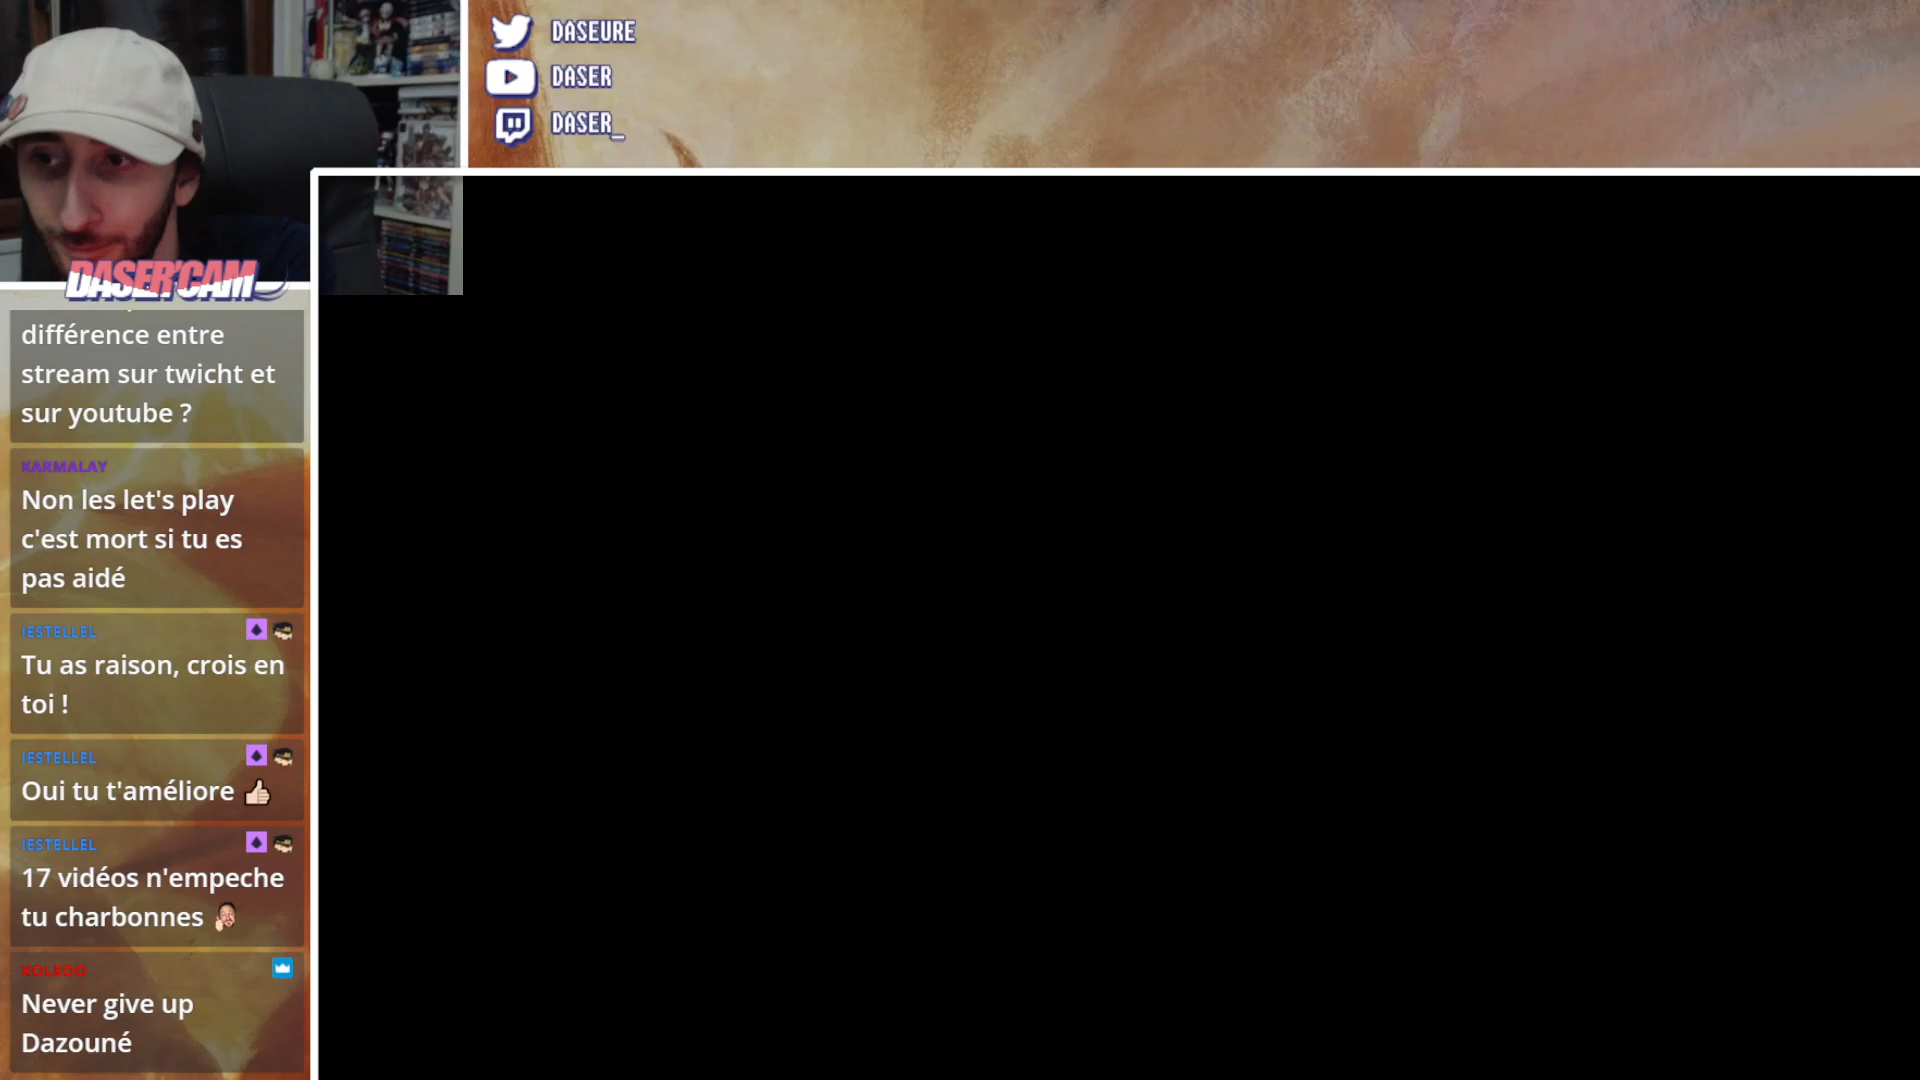 DASEURE
DASER
DASER_
DASER'CAM
différence entre
stream sur twicht et
sur youtube ?
KARMALAY
Non les let's play
c'est mort si tu es
pas aidé
IESTELLEL
Tu as raison, crois en
toi !
IESTELLEL
Oui tu t'améliore
IESTELLEL
17 vidéos n'empeche
tu charbonnes
KOLEDO
Never give up
Dazouné